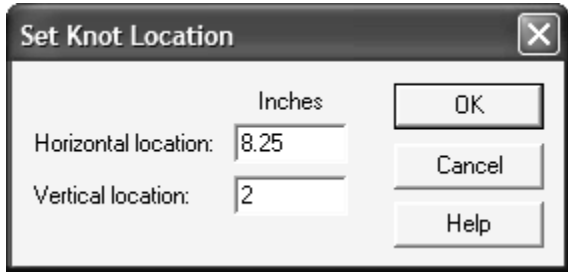 Set Knot Location
Inches
OK
Horizontal location: 8.25
Cancel
Vertical location: 2
Help